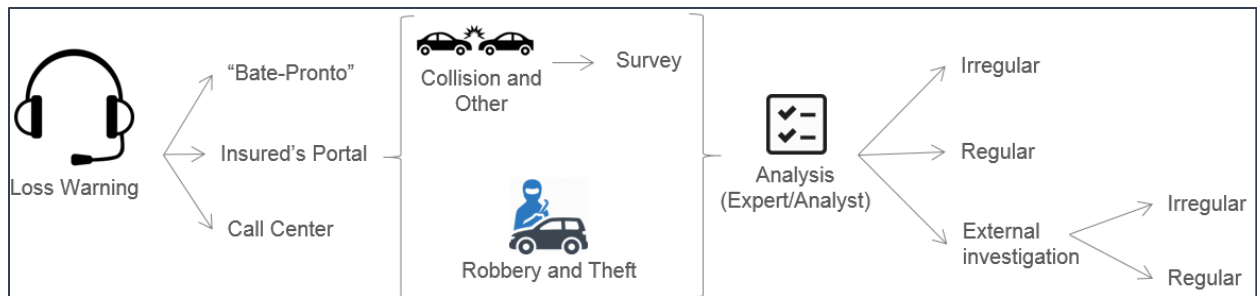 Loss Warning
“Bate-Pronto”
Insured’s Portal
Call Center
Collision and
Other
Survey
Robbery and Theft
Analysis
(Expert/Analyst)
Irregular
Regular
External
investigation
Irregular
Regular